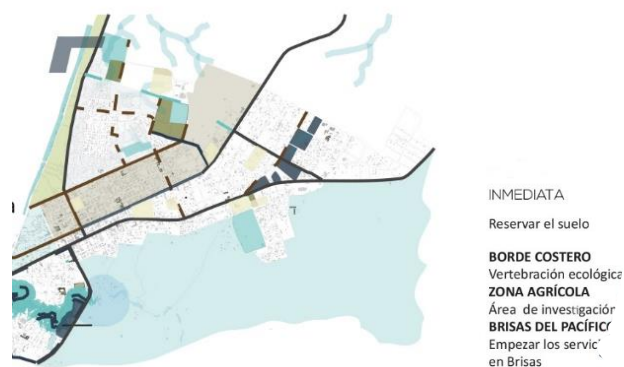 INMEDIATA
Reservar el suelo
BORDE COSTERO
Vertebración ecológica
ZONA AGRÍCOLA
Área de investigación
BRISAS DEL PACÍFICO
Empezar los servic
en Brisas